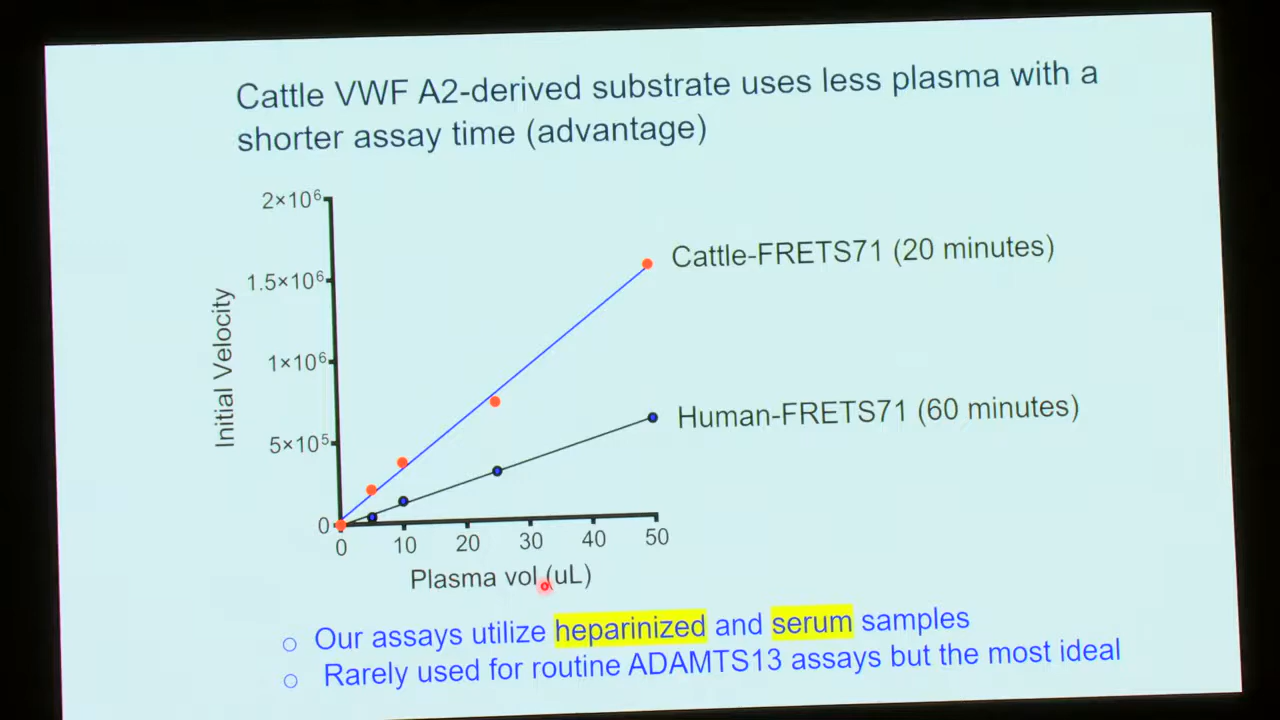 Cattle VWF A2-derived substrate uses less plasma with a
shorter assay time (advantage)
2×10⁶
1.5×10⁶
1×10⁶
5×10⁵
0
Initial Velocity
Cattle-FRETS71 (20 minutes)
Human-FRETS71 (60 minutes)
0 10 20 30 40 50
Plasma vol (uL)
○ Our assays utilize heparinized and serum samples
○ Rarely used for routine ADAMTS13 assays but the most ideal